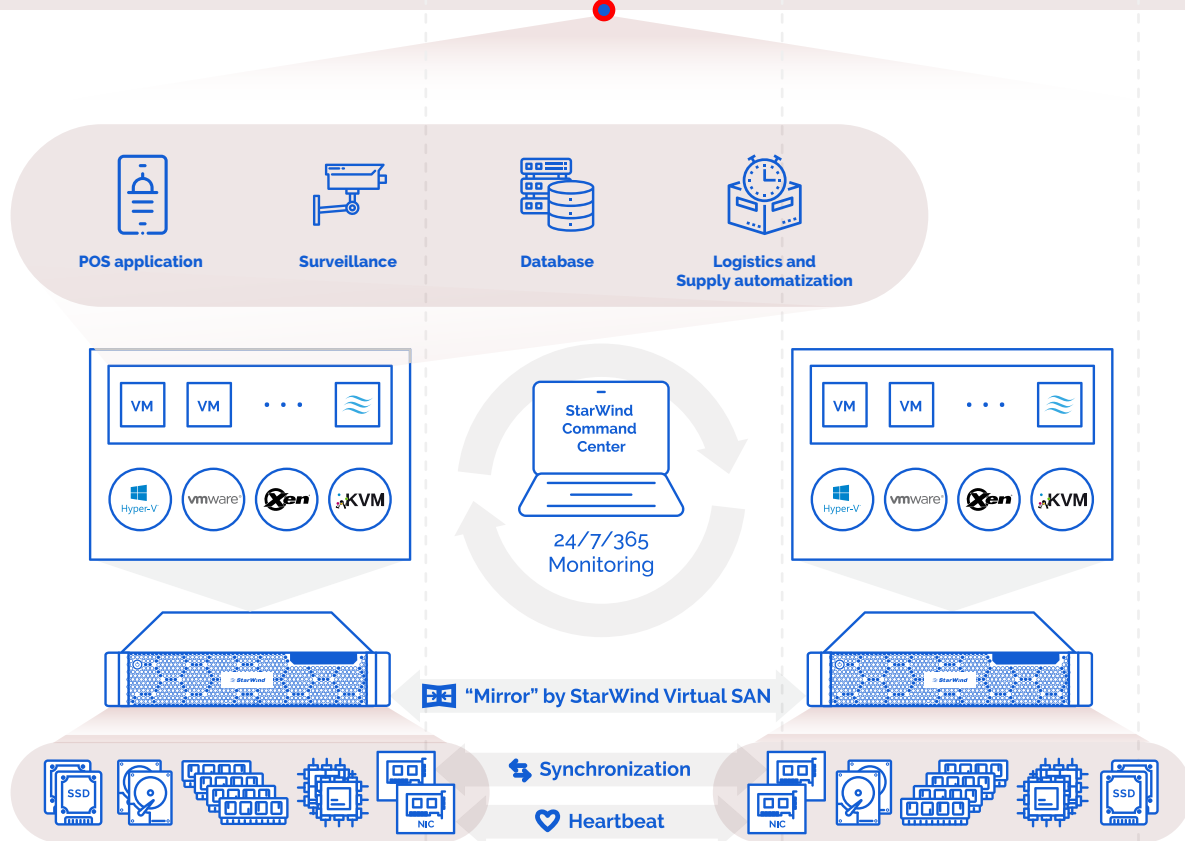 POS application
Surveillance
Database
Logistics and
Supply automatization
VM
VM
StarWind
Command
Center
24/7/365
Monitoring
VM
VM
Hyper-V
vmware®
Xen
KVM
Hyper-V
vmware®
Xen
KVM
StarWind
StarWind
“Mirror” by StarWind Virtual SAN
Synchronization
Heartbeat
SSD
NIC
NIC
SSD